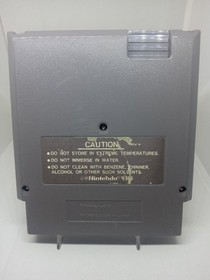 CAUTION
●DO NOT STORE IN EXTREME TEMPERATURES.
●DO NOT IMMERSE IN WATER.
●DO NOT CLEAN WITH BENZENE, THINNER,
ALCOHOL OR OTHER SUCH SOLVENTS.
Nintendo